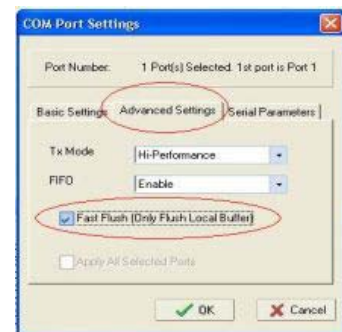 COM Port Settings
Port Number: 1 Port(s) Selected. 1st port is Port 1
Basic Settings Advanced Settings Serial Parameters
Tx Mode Hi-Performance
FIFO Enable
Fast Flush (Only Flush Local Buffer)
Apply All Selected Ports
OK Cancel